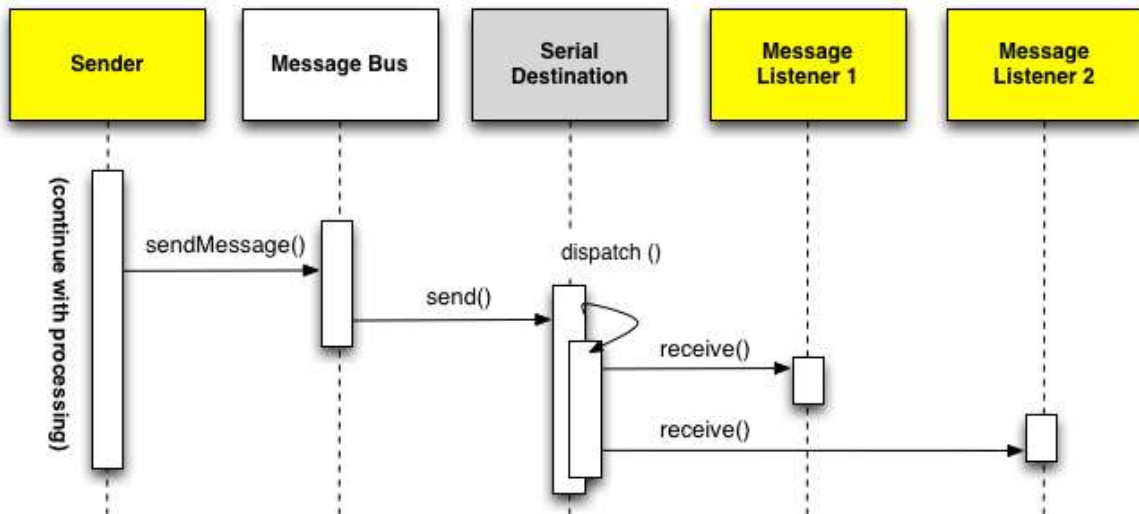 Sender
Message Bus
Serial
Destination
Message
Listener 1
Message
Listener 2
(continue with processing)
sendMessage()
dispatch ()
send()
receive()
receive()